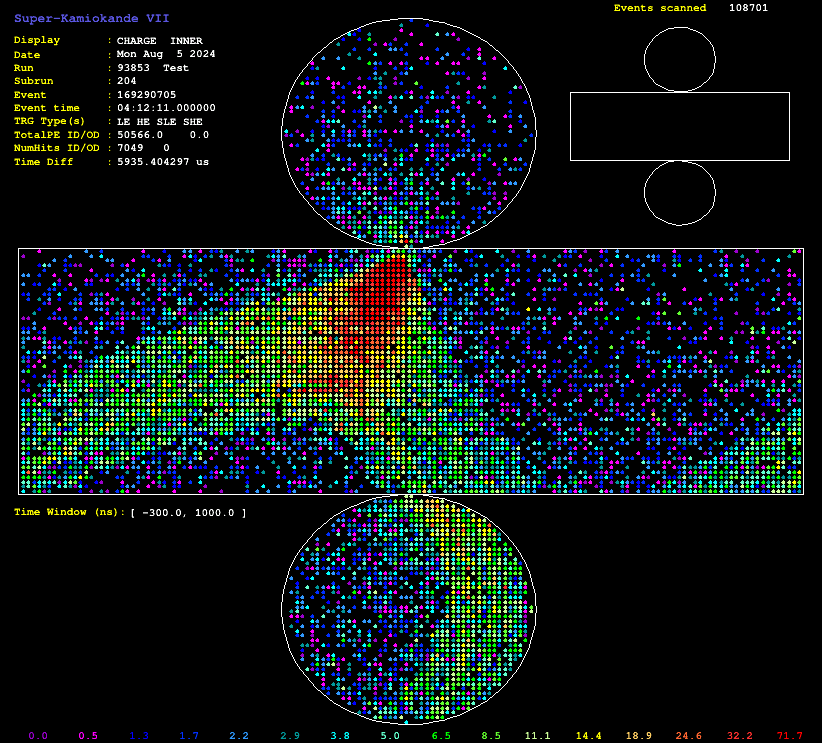 Super-Kamiokande VII
Events scanned 108701
Display : CHARGE INNER
Date : Mon Aug 5 2024
Run : 93853 Test
Subrun : 204
Event : 169290705
Event time : 04:12:11.000000
TRG Type(s) : LE HE SLE SHE
TotalPE ID/OD : 50566.0 0.0
NumHits ID/OD : 7049 0
Time Diff : 5935.404297 us
Time Window (ns): [ -300.0, 1000.0 ]
0.0 0.5 1.3 1.7 2.2 2.9 3.8 5.0 6.5 8.5 11.1 14.4 18.9 24.6 32.2 71.7